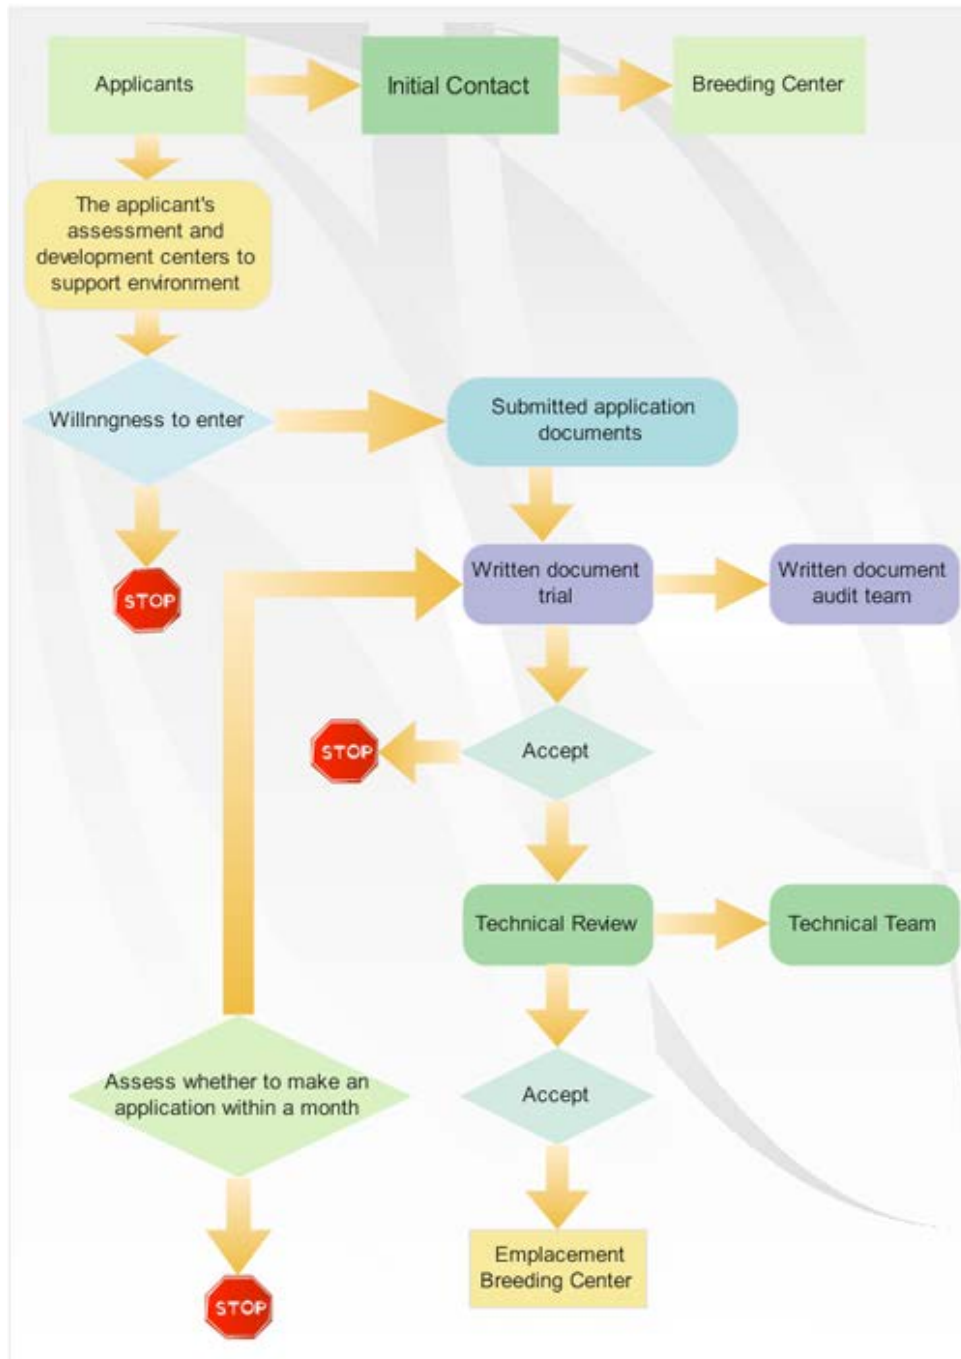 Applicants
Initial Contact
Breeding Center
The applicant's
assessment and
development centers to
support environment
Willnngness to enter
Submitted application
documents
STOP
Written document
trial
Written document
audit team
STOP
Accept
Technical Review
Technical Team
Assess whether to make an
application within a month
Accept
Emplacement
Breeding Center
STOP